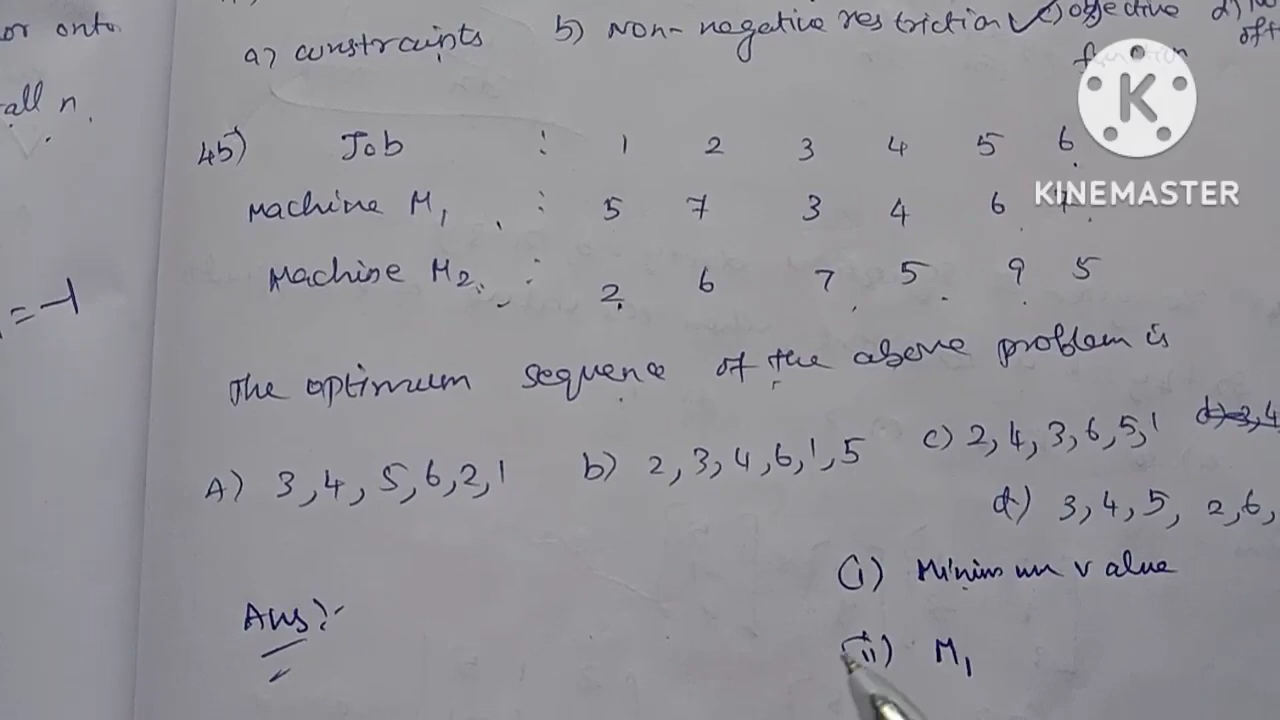 or onto
a) constraints b) Non-negative restriction c) objective
all n.
45) Job : 1 2 3 4 5 6
KINEMASTER
Machine M1 : 5 7 3 4 6
Machise M2 : 2 6 7 5 9 5
= -1
The optimum sequence of the above problem is
A) 3,4,5,6,2,1 b) 2,3,4,6,1,5 c) 2,4,3,6,5,1
d) 3,4,5, 2,6,
(i) Minimum value
Ans:-
(ii) M1